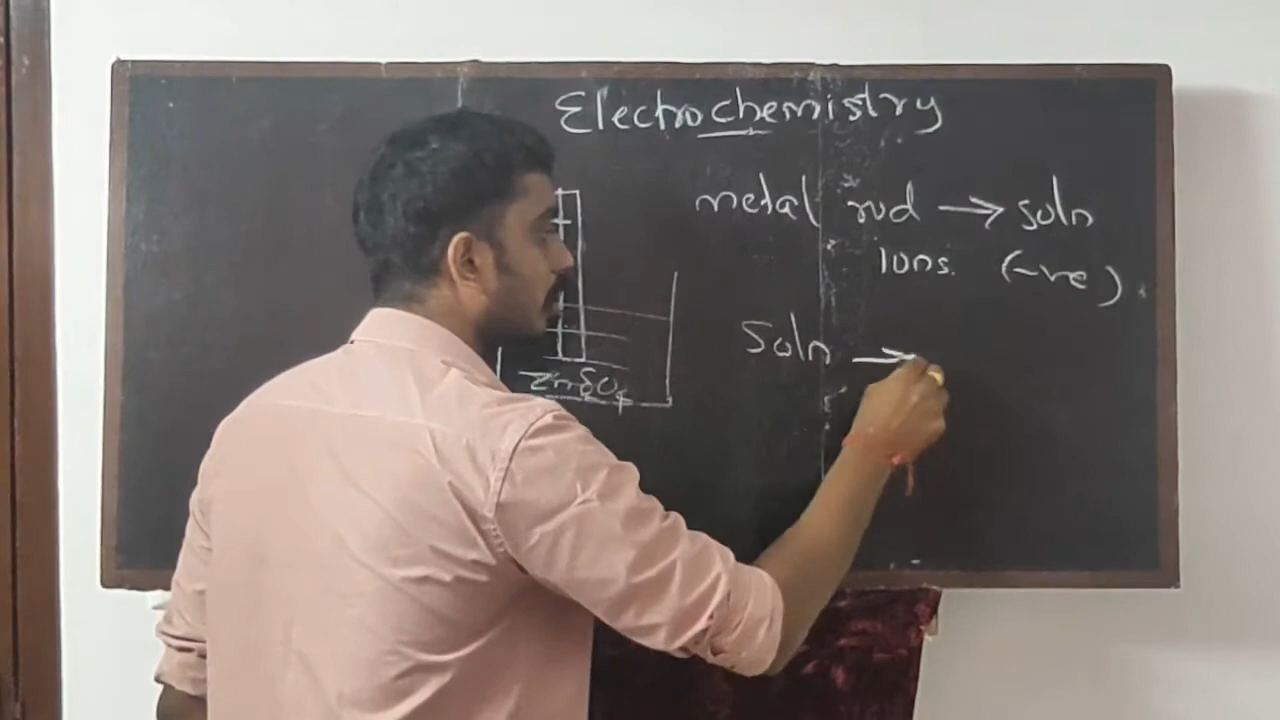 Electrochemistry
metal rod → soln
Ions. (-ve).
Soln →
ZnSO4